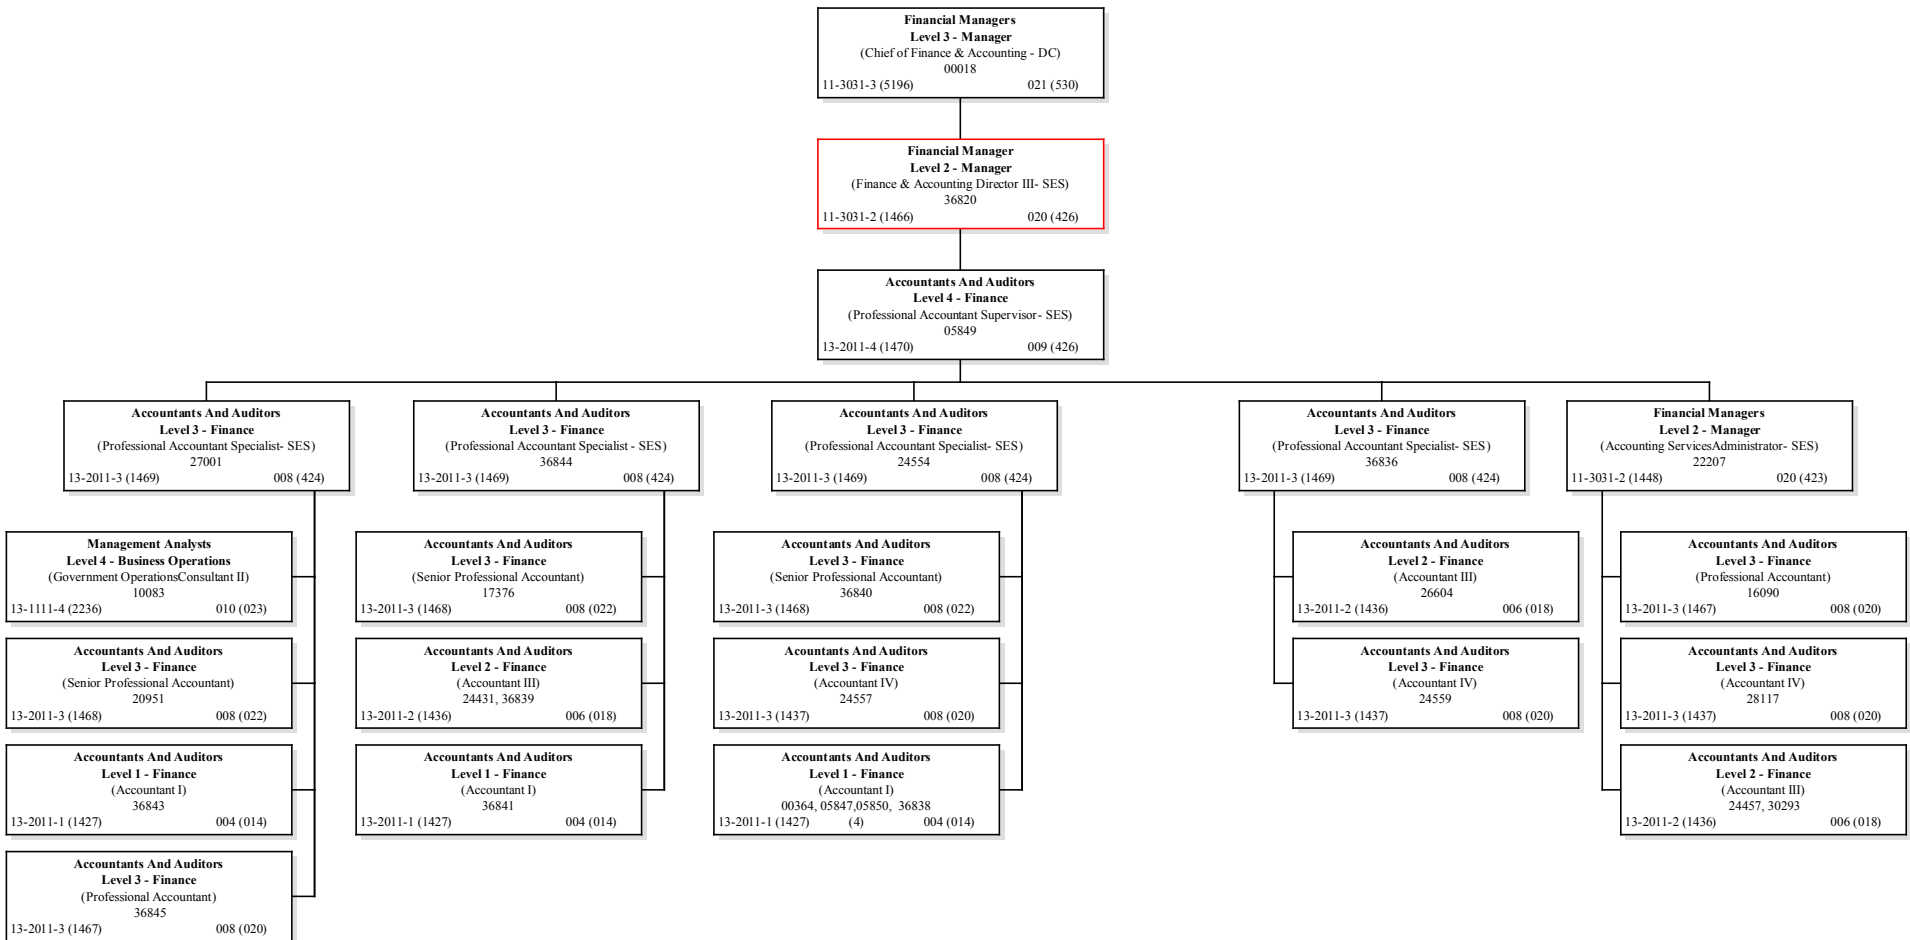 Financial Managers
Level 3 - Manager
(Chief of Finance & Accounting - DC)
00018
11-3031-3 (5196) 021 (530)
Financial Manager
Level 2 - Manager
(Finance & Accounting Director III- SES)
36820
11-3031-2 (1466) 020 (426)
Accountants And Auditors
Level 4 - Finance
(Professional Accountant Supervisor- SES)
05849
13-2011-4 (1470) 009 (426)
Accountants And Auditors
Level 3 - Finance
(Professional Accountant Specialist- SES)
27001
13-2011-3 (1469) 008 (424)
Accountants And Auditors
Level 3 - Finance
(Professional Accountant Specialist - SES)
36844
13-2011-3 (1469) 008 (424)
Accountants And Auditors
Level 3 - Finance
(Professional Accountant Specialist- SES)
24554
13-2011-3 (1469) 008 (424)
Accountants And Auditors
Level 3 - Finance
(Professional Accountant Specialist- SES)
36836
13-2011-3 (1469) 008 (424)
Financial Managers
Level 2 - Manager
(Accounting ServicesAdministrator- SES)
22207
11-3031-2 (1448) 020 (423)
Management Analysts
Level 4 - Business Operations
(Government OperationsConsultant II)
10083
13-1111-4 (2236) 010 (023)
Accountants And Auditors
Level 3 - Finance
(Senior Professional Accountant)
17376
13-2011-3 (1468) 008 (022)
Accountants And Auditors
Level 3 - Finance
(Senior Professional Accountant)
36840
13-2011-3 (1468) 008 (022)
Accountants And Auditors
Level 2 - Finance
(Accountant III)
26604
13-2011-2 (1436) 006 (018)
Accountants And Auditors
Level 3 - Finance
(Professional Accountant)
16090
13-2011-3 (1467) 008 (020)
Accountants And Auditors
Level 3 - Finance
(Senior Professional Accountant)
20951
13-2011-3 (1468) 008 (022)
Accountants And Auditors
Level 2 - Finance
(Accountant III)
24431, 36839
13-2011-2 (1436) 006 (018)
Accountants And Auditors
Level 3 - Finance
(Accountant IV)
24557
13-2011-3 (1437) 008 (020)
Accountants And Auditors
Level 3 - Finance
(Accountant IV)
24559
13-2011-3 (1437) 008 (020)
Accountants And Auditors
Level 3 - Finance
(Accountant IV)
28117
13-2011-3 (1437) 008 (020)
Accountants And Auditors
Level 1 - Finance
(Accountant I)
36843
13-2011-1 (1427) 004 (014)
Accountants And Auditors
Level 1 - Finance
(Accountant I)
36841
13-2011-1 (1427) 004 (014)
Accountants And Auditors
Level 1 - Finance
(Accountant I)
00364, 05847,05850, 36838
13-2011-1 (1427) (4) 004 (014)
Accountants And Auditors
Level 2 - Finance
(Accountant III)
24457, 30293
13-2011-2 (1436) 006 (018)
Accountants And Auditors
Level 3 - Finance
(Professional Accountant)
36845
13-2011-3 (1467) 008 (020)